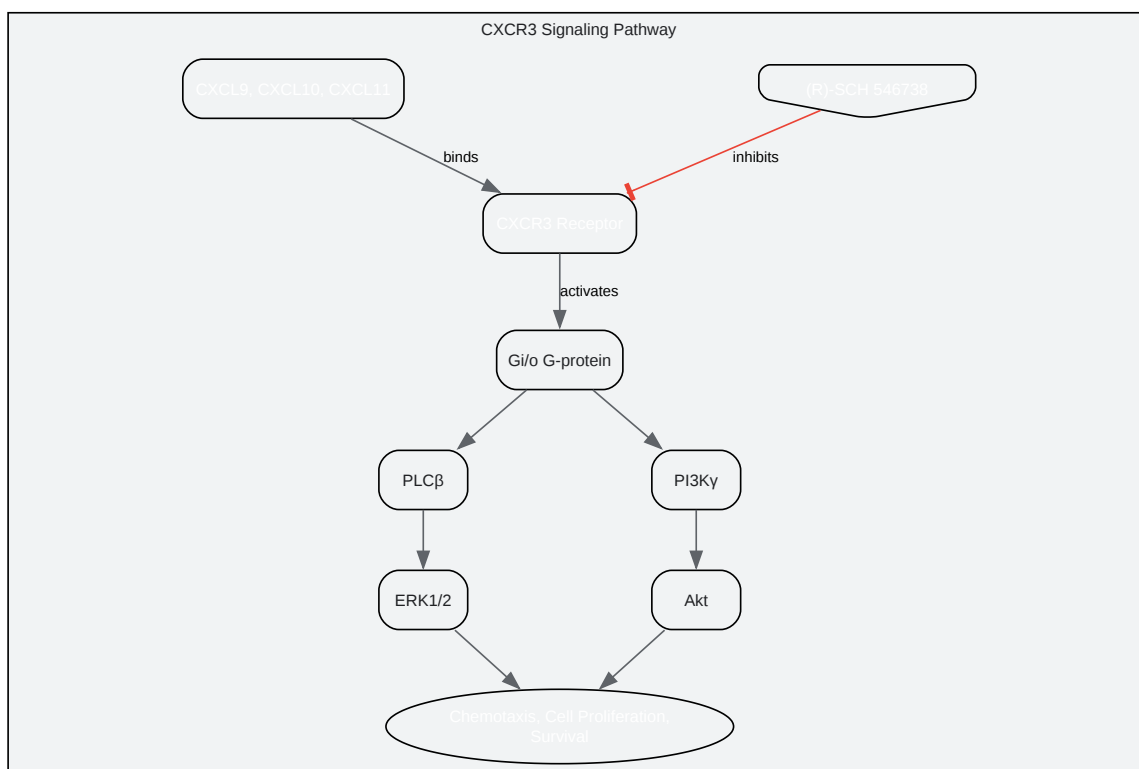 CXCR3 Signaling Pathway
CXCL9, CXCL10, CXCL11
(R)-SCH 546738
binds
inhibits
CXCR3 Receptor
activates
Gi/o G-protein
PLCβ
PI3Kγ
ERK1/2
Akt
Chemotaxis, Cell Proliferation,
Survival